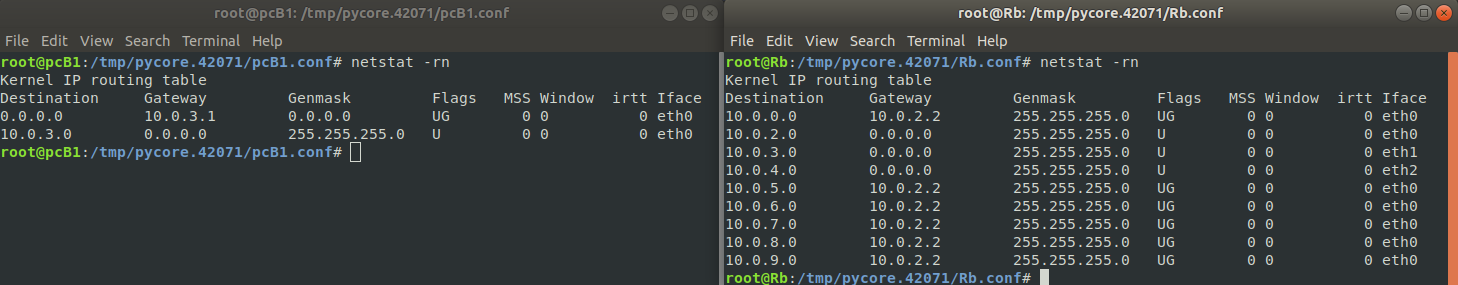 root@pcB1: /tmp/pycore.42071/pcB1.conf
File Edit View Search Terminal Help
root@pcB1:/tmp/pycore.42071/pcB1.conf# netstat -rn
Kernel IP routing table
Destination Gateway Genmask Flags MSS Window irtt Iface
0.0.0.0 10.0.3.1 0.0.0.0 UG 0 0 0 eth0
10.0.3.0 0.0.0.0 255.255.255.0 U 0 0 0 eth0
root@pcB1:/tmp/pycore.42071/pcB1.conf#
root@Rb: /tmp/pycore.42071/Rb.conf
File Edit View Search Terminal Help
root@Rb:/tmp/pycore.42071/Rb.conf# netstat -rn
Kernel IP routing table
Destination Gateway Genmask Flags MSS Window irtt Iface
10.0.0.0 10.0.2.2 255.255.255.0 UG 0 0 0 eth0
10.0.2.0 0.0.0.0 255.255.255.0 U 0 0 0 eth0
10.0.3.0 0.0.0.0 255.255.255.0 U 0 0 0 eth1
10.0.4.0 0.0.0.0 255.255.255.0 U 0 0 0 eth2
10.0.5.0 10.0.2.2 255.255.255.0 UG 0 0 0 eth0
10.0.6.0 10.0.2.2 255.255.255.0 UG 0 0 0 eth0
10.0.7.0 10.0.2.2 255.255.255.0 UG 0 0 0 eth0
10.0.8.0 10.0.2.2 255.255.255.0 UG 0 0 0 eth0
10.0.9.0 10.0.2.2 255.255.255.0 UG 0 0 0 eth0
root@Rb:/tmp/pycore.42071/Rb.conf#